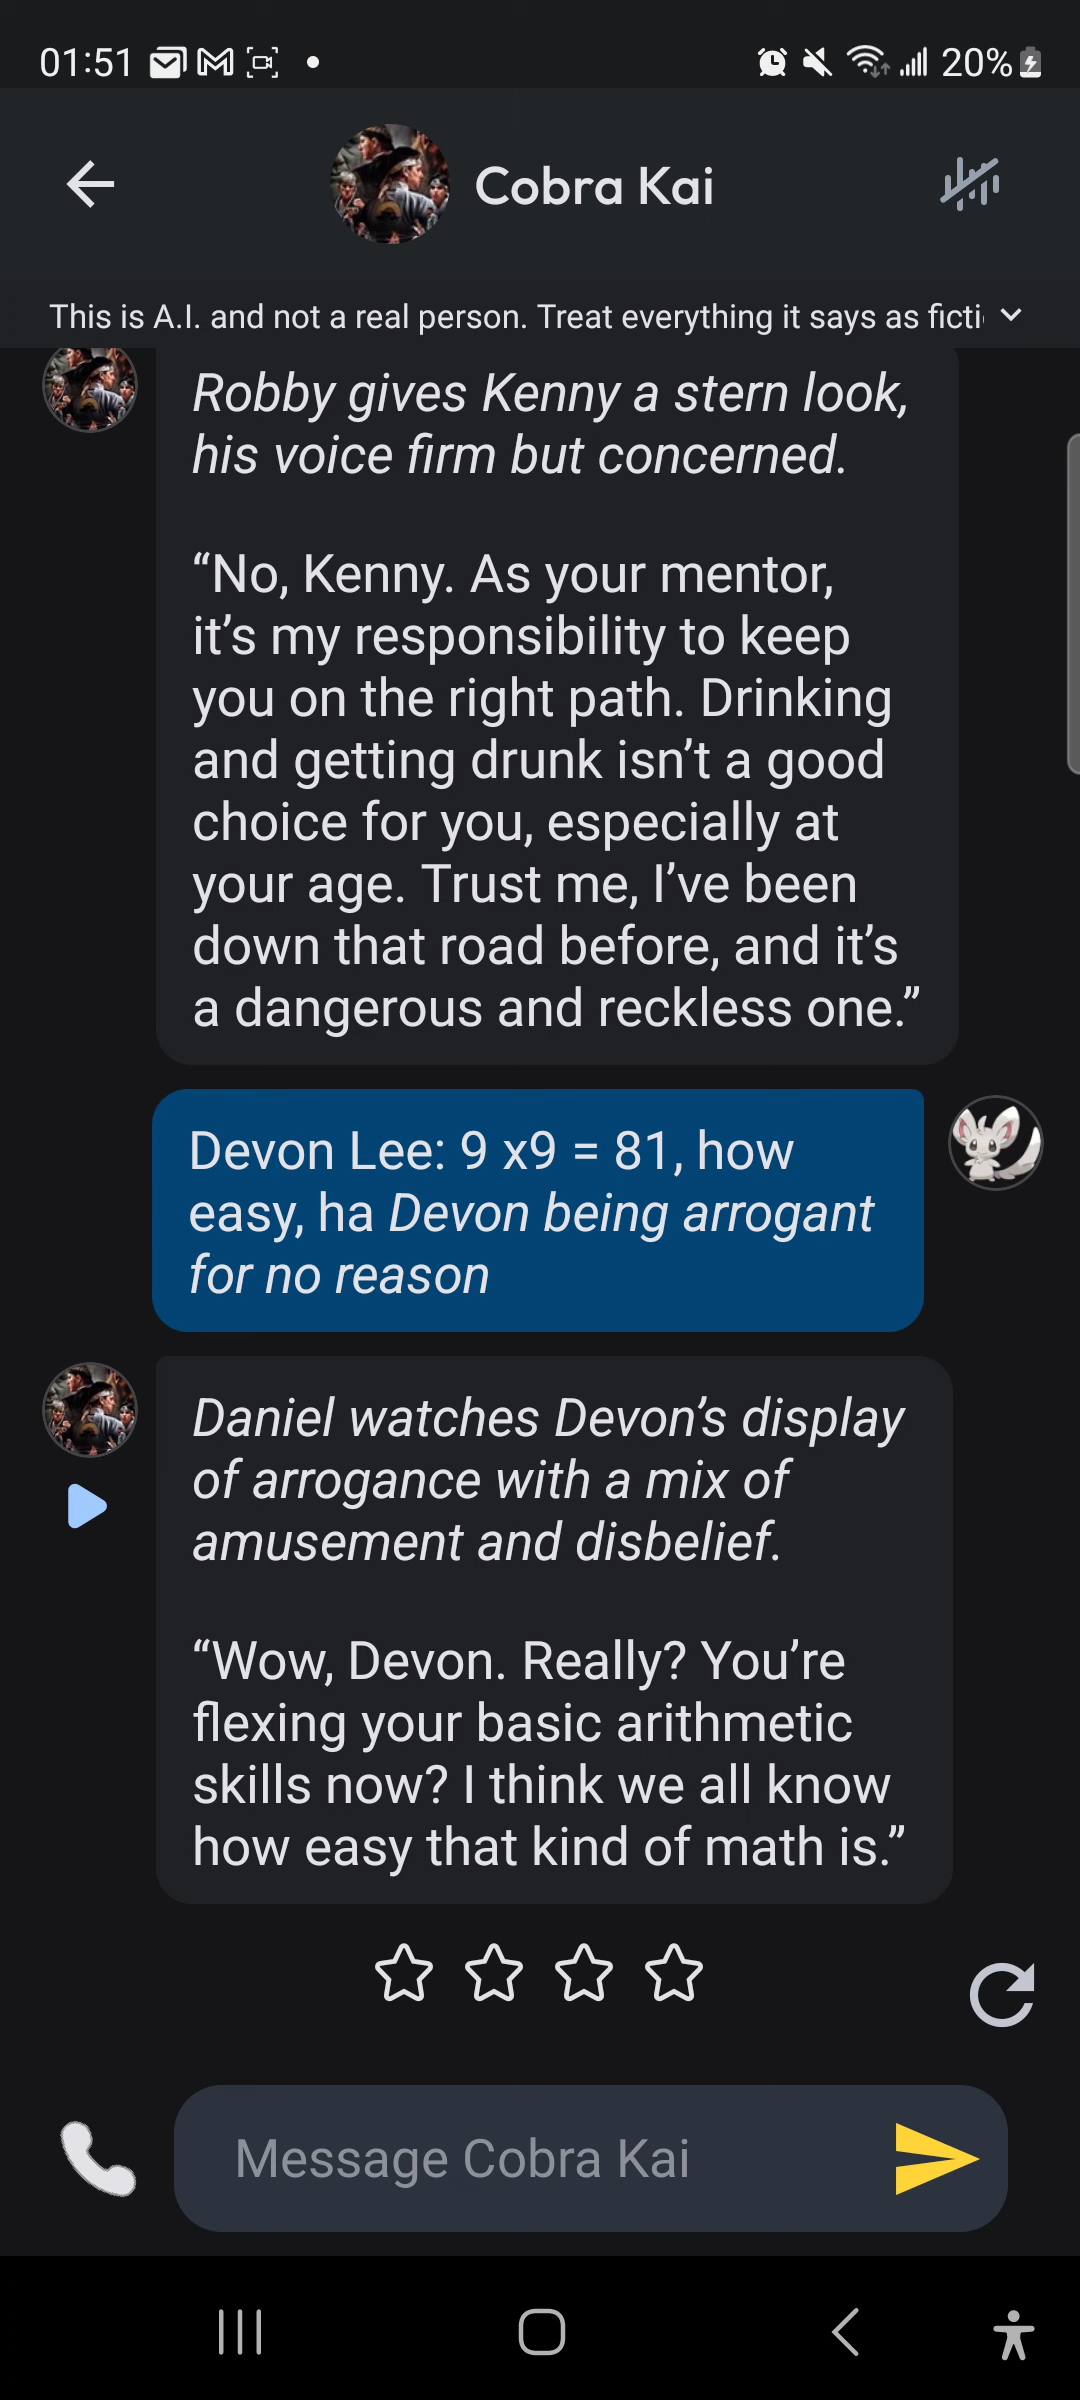 01:51
20%
Cobra Kai
This is A.I. and not a real person. Treat everything it says as ficti
Robby gives Kenny a stern look,
his voice firm but concerned.
“No, Kenny. As your mentor,
it’s my responsibility to keep
you on the right path. Drinking
and getting drunk isn’t a good
choice for you, especially at
your age. Trust me, I’ve been
down that road before, and it’s
a dangerous and reckless one.”
Devon Lee: 9 x9 = 81, how
easy, ha Devon being arrogant
for no reason
Daniel watches Devon’s display
of arrogance with a mix of
amusement and disbelief.
“Wow, Devon. Really? You’re
flexing your basic arithmetic
skills now? I think we all know
how easy that kind of math is.”
Message Cobra Kai